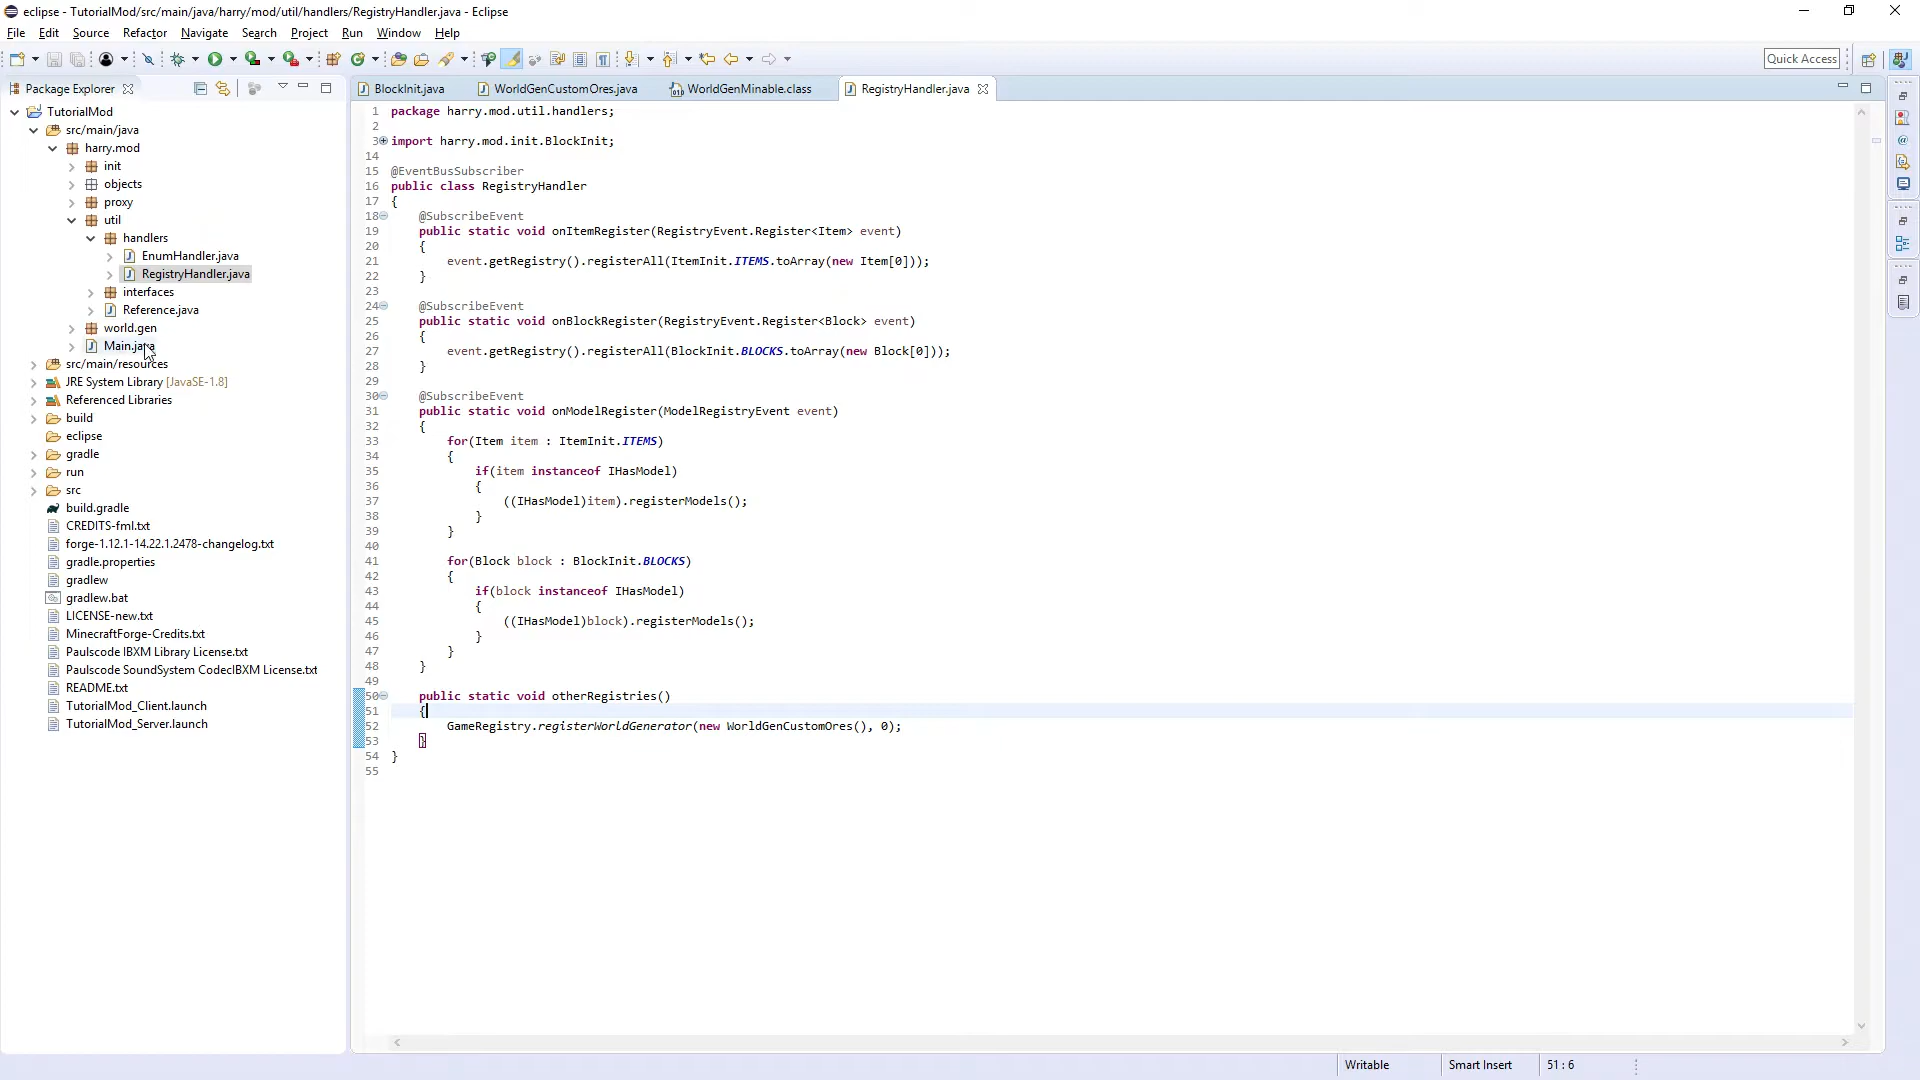 eclipse - TutorialMod/src/main/java/harry/mod/util/handlers/RegistryHandler.java - Eclipse
File Edit Source Refactor Navigate Search Project Run Window Help
Quick Access
Package Explorer
TutorialMod
src/main/java
harry.mod
init
objects
proxy
util
handlers
EnumHandler.java
RegistryHandler.java
interfaces
Reference.java
world.gen
Main.java
src/main/resources
JRE System Library [JavaSE-1.8]
Referenced Libraries
build
eclipse
gradle
run
src
build.gradle
CREDITS-fml.txt
forge-1.12.1-14.22.1.2478-changelog.txt
gradle.properties
gradlew
gradlew.bat
LICENSE-new.txt
MinecraftForge-Credits.txt
Paulscode IBXM Library License.txt
Paulscode SoundSystem CodecIBXM License.txt
README.txt
TutorialMod_Client.launch
TutorialMod_Server.launch
BlockInit.java WorldGenCustomOres.java WorldGenMinable.class RegistryHandler.java
1 package harry.mod.util.handlers;
2
3 import harry.mod.init.BlockInit;
14
15 @EventBusSubscriber
16 public class RegistryHandler
17 {
18 @SubscribeEvent
19 public static void onItemRegister(RegistryEvent.Register<Item> event)
20 {
21 event.getRegistry().registerAll(ItemInit.ITEMS.toArray(new Item[0]));
22 }
23
24 @SubscribeEvent
25 public static void onBlockRegister(RegistryEvent.Register<Block> event)
26 {
27 event.getRegistry().registerAll(BlockInit.BLOCKS.toArray(new Block[0]));
28 }
29
30 @SubscribeEvent
31 public static void onModelRegister(ModelRegistryEvent event)
32 {
33 for(Item item : ItemInit.ITEMS)
34 {
35 if(item instanceof IHasModel)
36 {
37 ((IHasModel)item).registerModels();
38 }
39 }
40
41 for(Block block : BlockInit.BLOCKS)
42 {
43 if(block instanceof IHasModel)
44 {
45 ((IHasModel)block).registerModels();
46 }
47 }
48 }
49
50 public static void otherRegistries()
51 {
52 GameRegistry.registerWorldGenerator(new WorldGenCustomOres(), 0);
53 }
54 }
55
Writable Smart Insert 51 : 6